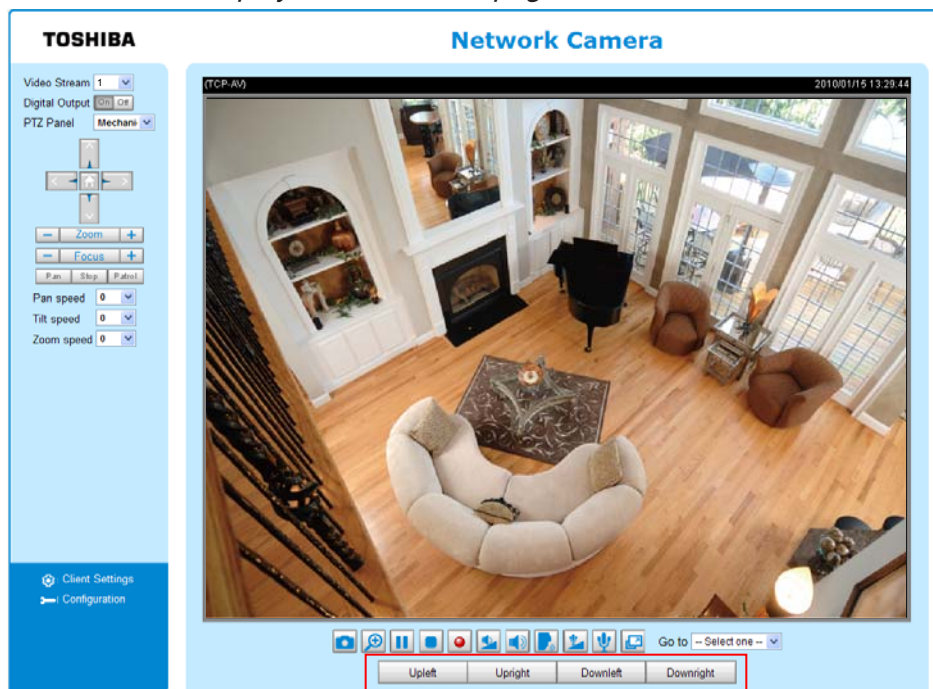 TOSHIBA
Network Camera
Video Stream 1
Digital Output On Off
PTZ Panel Mechani
Zoom
Focus
Pan Stop Patrol
Pan speed 0
Tilt speed 0
Zoom speed 0
Client Settings
Configuration
(TCP-AV) 2010/01/15 13:29:44
Go to -- Select one --
Upleft Upright Downleft Downright